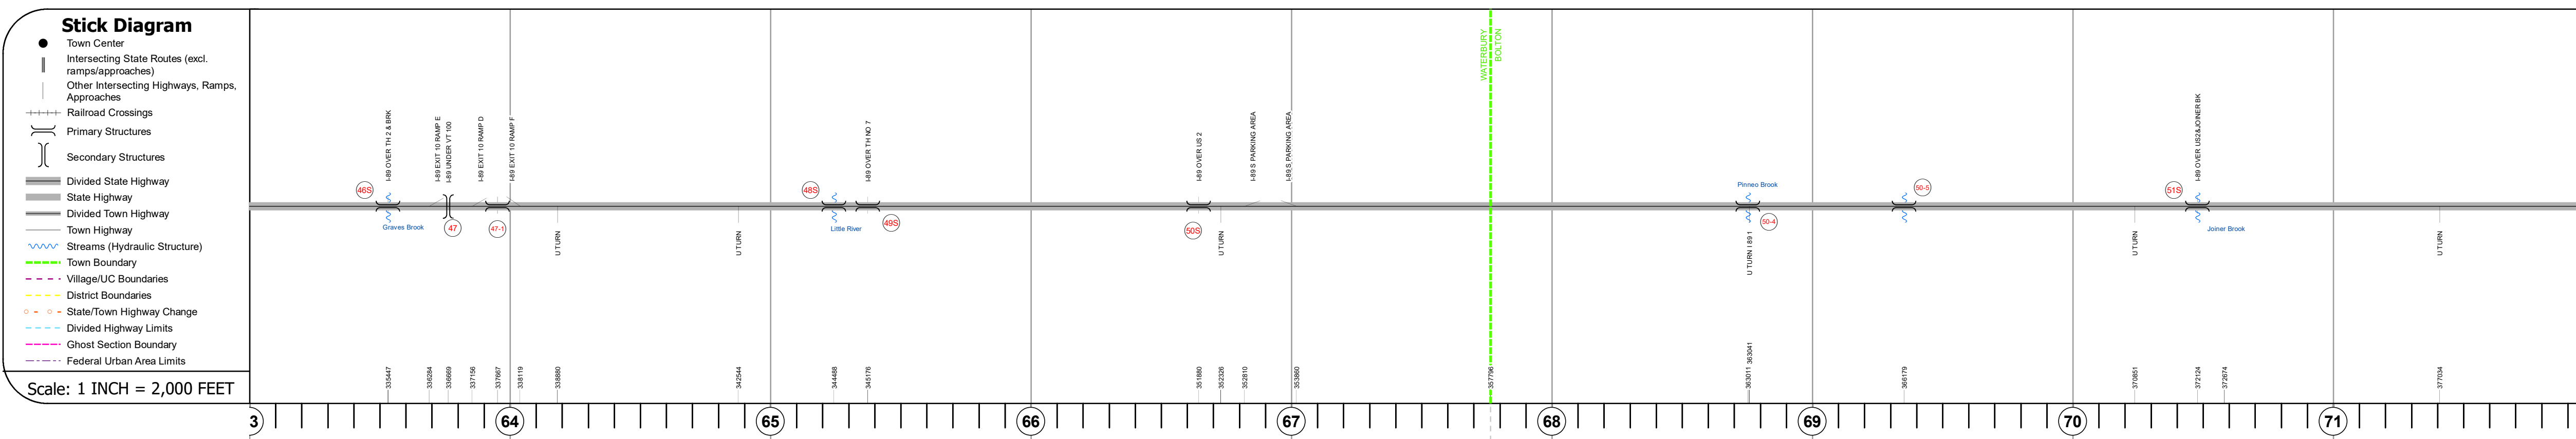 Stick Diagram
Town Center
Intersecting State Routes (excl.
ramps/approaches)
Other Intersecting Highways, Ramps,
Approaches
Railroad Crossings
Primary Structures
Secondary Structures
Divided State Highway
State Highway
Divided Town Highway
Town Highway
Streams (Hydraulic Structure)
Town Boundary
Village/UC Boundaries
District Boundaries
State/Town Highway Change
Divided Highway Limits
Ghost Section Boundary
Federal Urban Area Limits
Scale: 1 INCH = 2,000 FEET
WATERBURY
BOLTON
I-89 OVER TH 2 & BRK
I-89 EXIT 10 RAMP E
I-89 UNDER VT 100
I-89 EXIT 10 RAMP D
I-89 EXIT 10 RAMP F
I-89 OVER TH NO 7
I-89 OVER US 2
I-89 S PARKING AREA
I-89 S PARKING AREA
I-89 OVER US2&JOINER BK
46S
47
47-1
48S
49S
50S
50-4
50-5
51S
Graves Brook
Little River
Pinneo Brook
Joiner Brook
U TURN
U TURN
U TURN
U TURN I 89 1
U TURN
U TURN
335447
336284
336669
337156
337667
338119
338880
342544
344488
345176
351880
352326
352810
353860
357796
363011
363041
366179
370851
372124
372674
377034
3
64
65
66
67
68
69
70
71